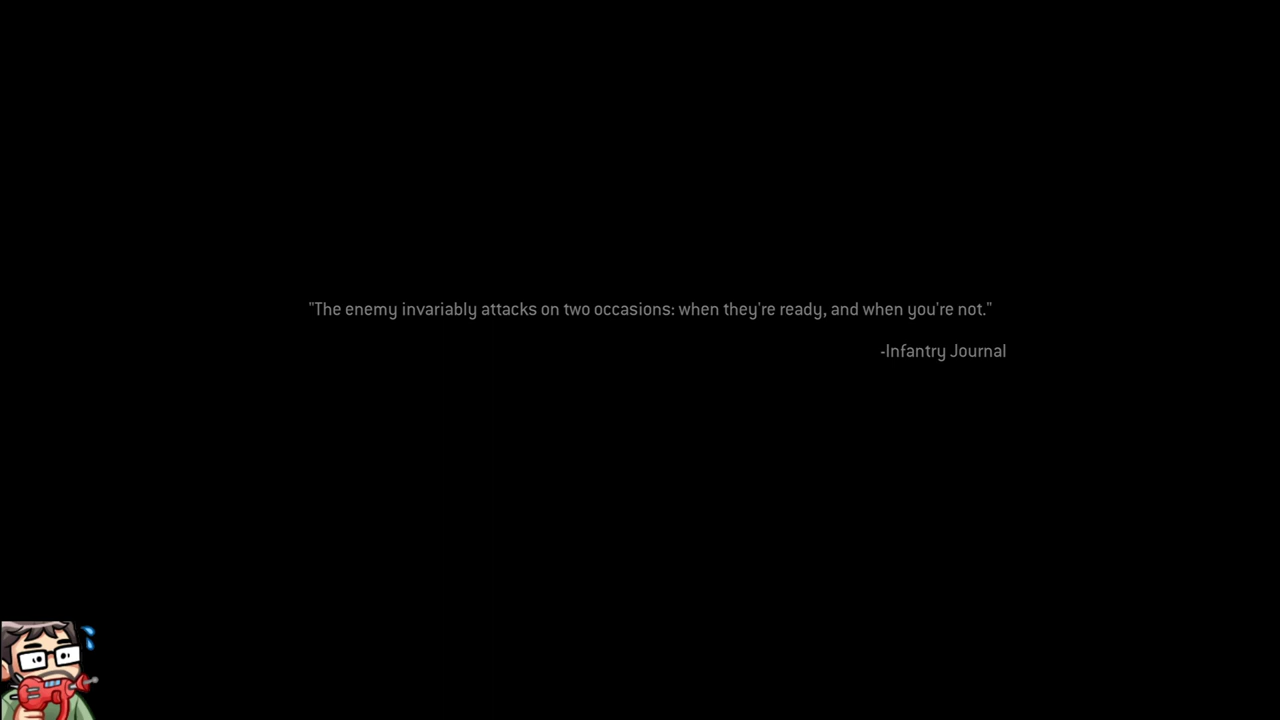 "The enemy invariably attacks on two occasions: when they're ready, and when you're not."
-Infantry Journal